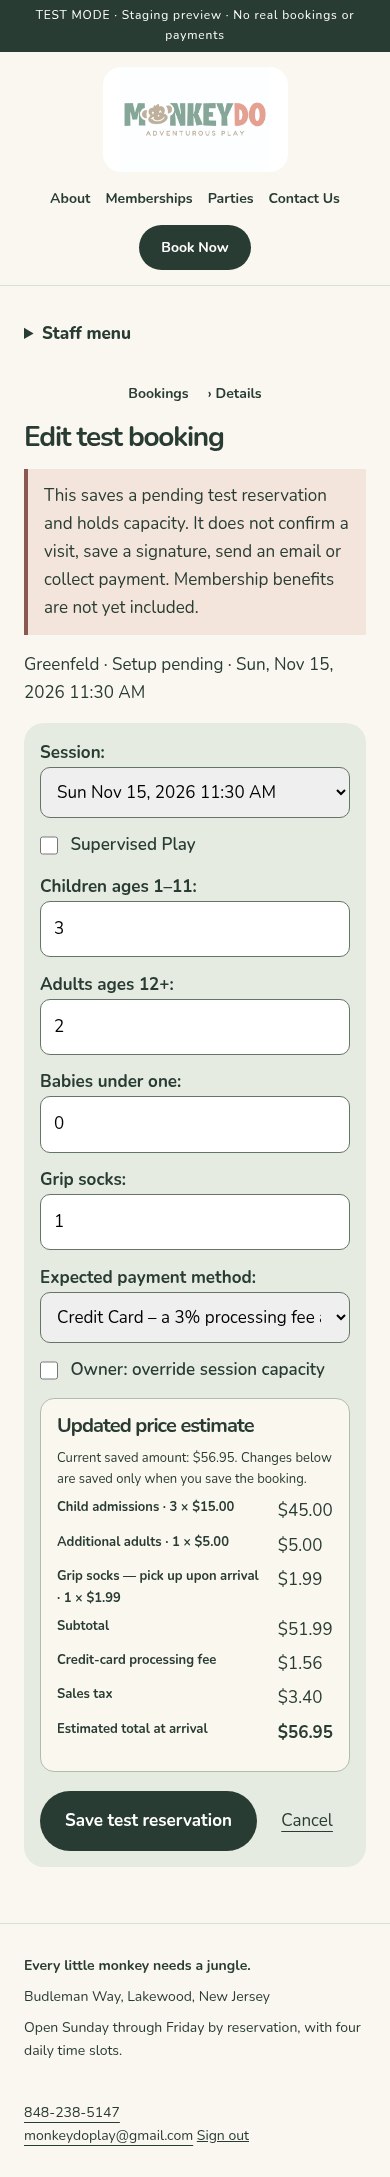 TEST MODE · Staging preview · No real bookings or
payments
MONKEYDO
ADVENTUROUS PLAY
About Memberships Parties Contact Us
Book Now
Staff menu
Bookings › Details
Edit test booking
This saves a pending test reservation
and holds capacity. It does not confirm a
visit, save a signature, send an email or
collect payment. Membership benefits
are not yet included.
Greenfeld · Setup pending · Sun, Nov 15,
2026 11:30 AM
Session:
Sun Nov 15, 2026 11:30 AM
Supervised Play
Children ages 1–11:
3
Adults ages 12+:
2
Babies under one:
0
Grip socks:
1
Expected payment method:
Credit Card – a 3% processing fee
Owner: override session capacity
Updated price estimate
Current saved amount: $56.95. Changes below
are saved only when you save the booking.
Child admissions · 3 × $15.00 $45.00
Additional adults · 1 × $5.00 $5.00
Grip socks — pick up upon arrival $1.99
· 1 × $1.99
Subtotal $51.99
Credit-card processing fee $1.56
Sales tax $3.40
Estimated total at arrival $56.95
Save test reservation Cancel
Every little monkey needs a jungle.
Budleman Way, Lakewood, New Jersey
Open Sunday through Friday by reservation, with four
daily time slots.
848-238-5147
monkeydoplay@gmail.com Sign out